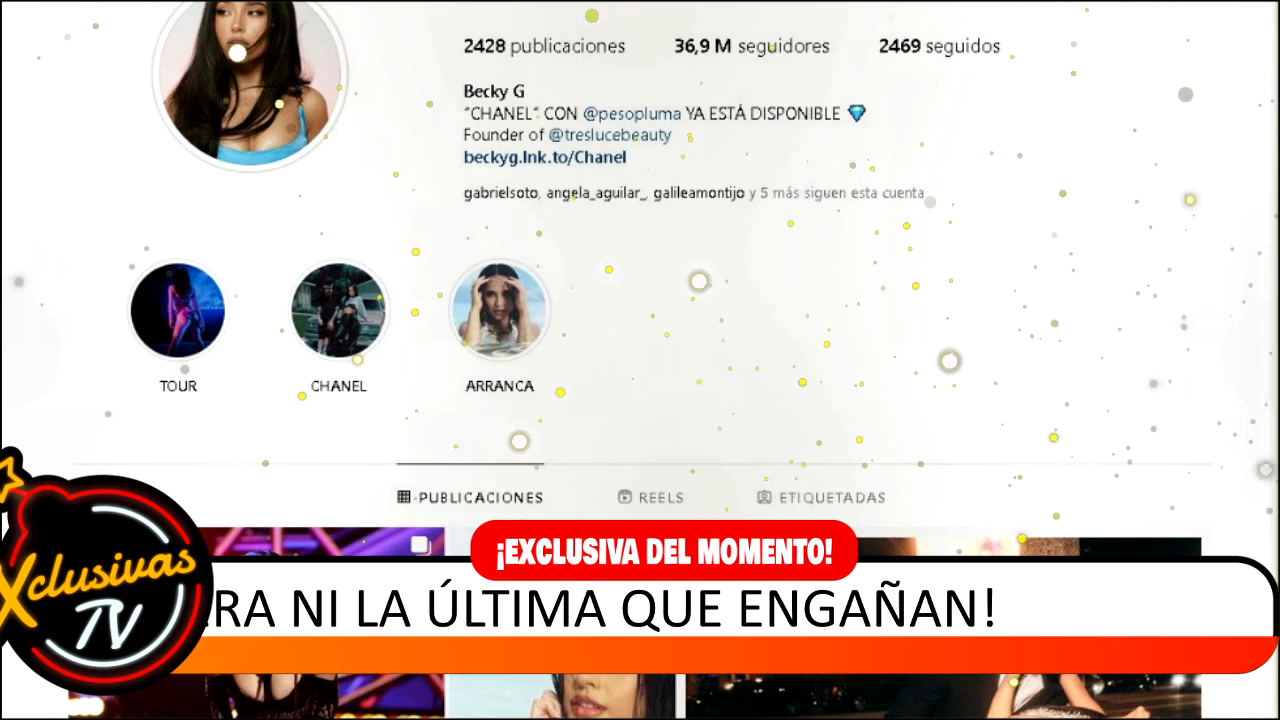 2428 publicaciones 36,9 M seguidores 2469 seguidos
Becky G
"CHANEL" CON @pesopluma YA ESTÁ DISPONIBLE 💎
Founder of @treslucebeauty
beckyg.lnk.to/Chanel
gabrielsoto, angela_aguilar_, galileamontijo y 5 más siguen esta cuenta
TOUR CHANEL ARRANCA
PUBLICACIONES REELS ETIQUETADAS
¡EXCLUSIVA DEL MOMENTO!
RA NI LA ÚLTIMA QUE ENGAÑAN!
Xclusivas
TV